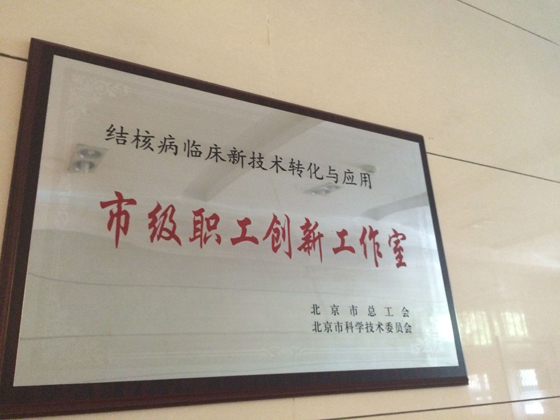 结核病临床新技术转化与应用
市级职工创新工作室
北京市总工会
北京市科学技术委员会